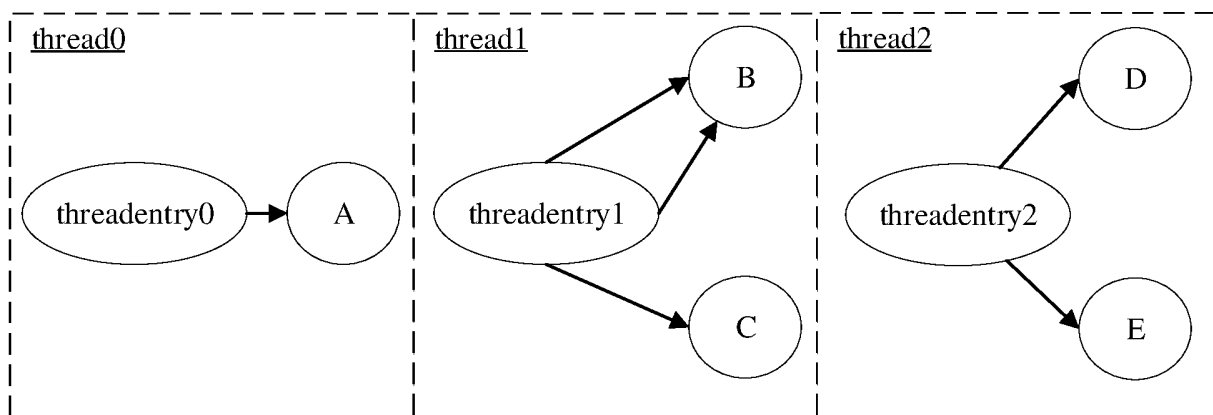 thread0
thread1
thread2
B
D
threadentry0
A
threadentry1
threadentry2
C
E